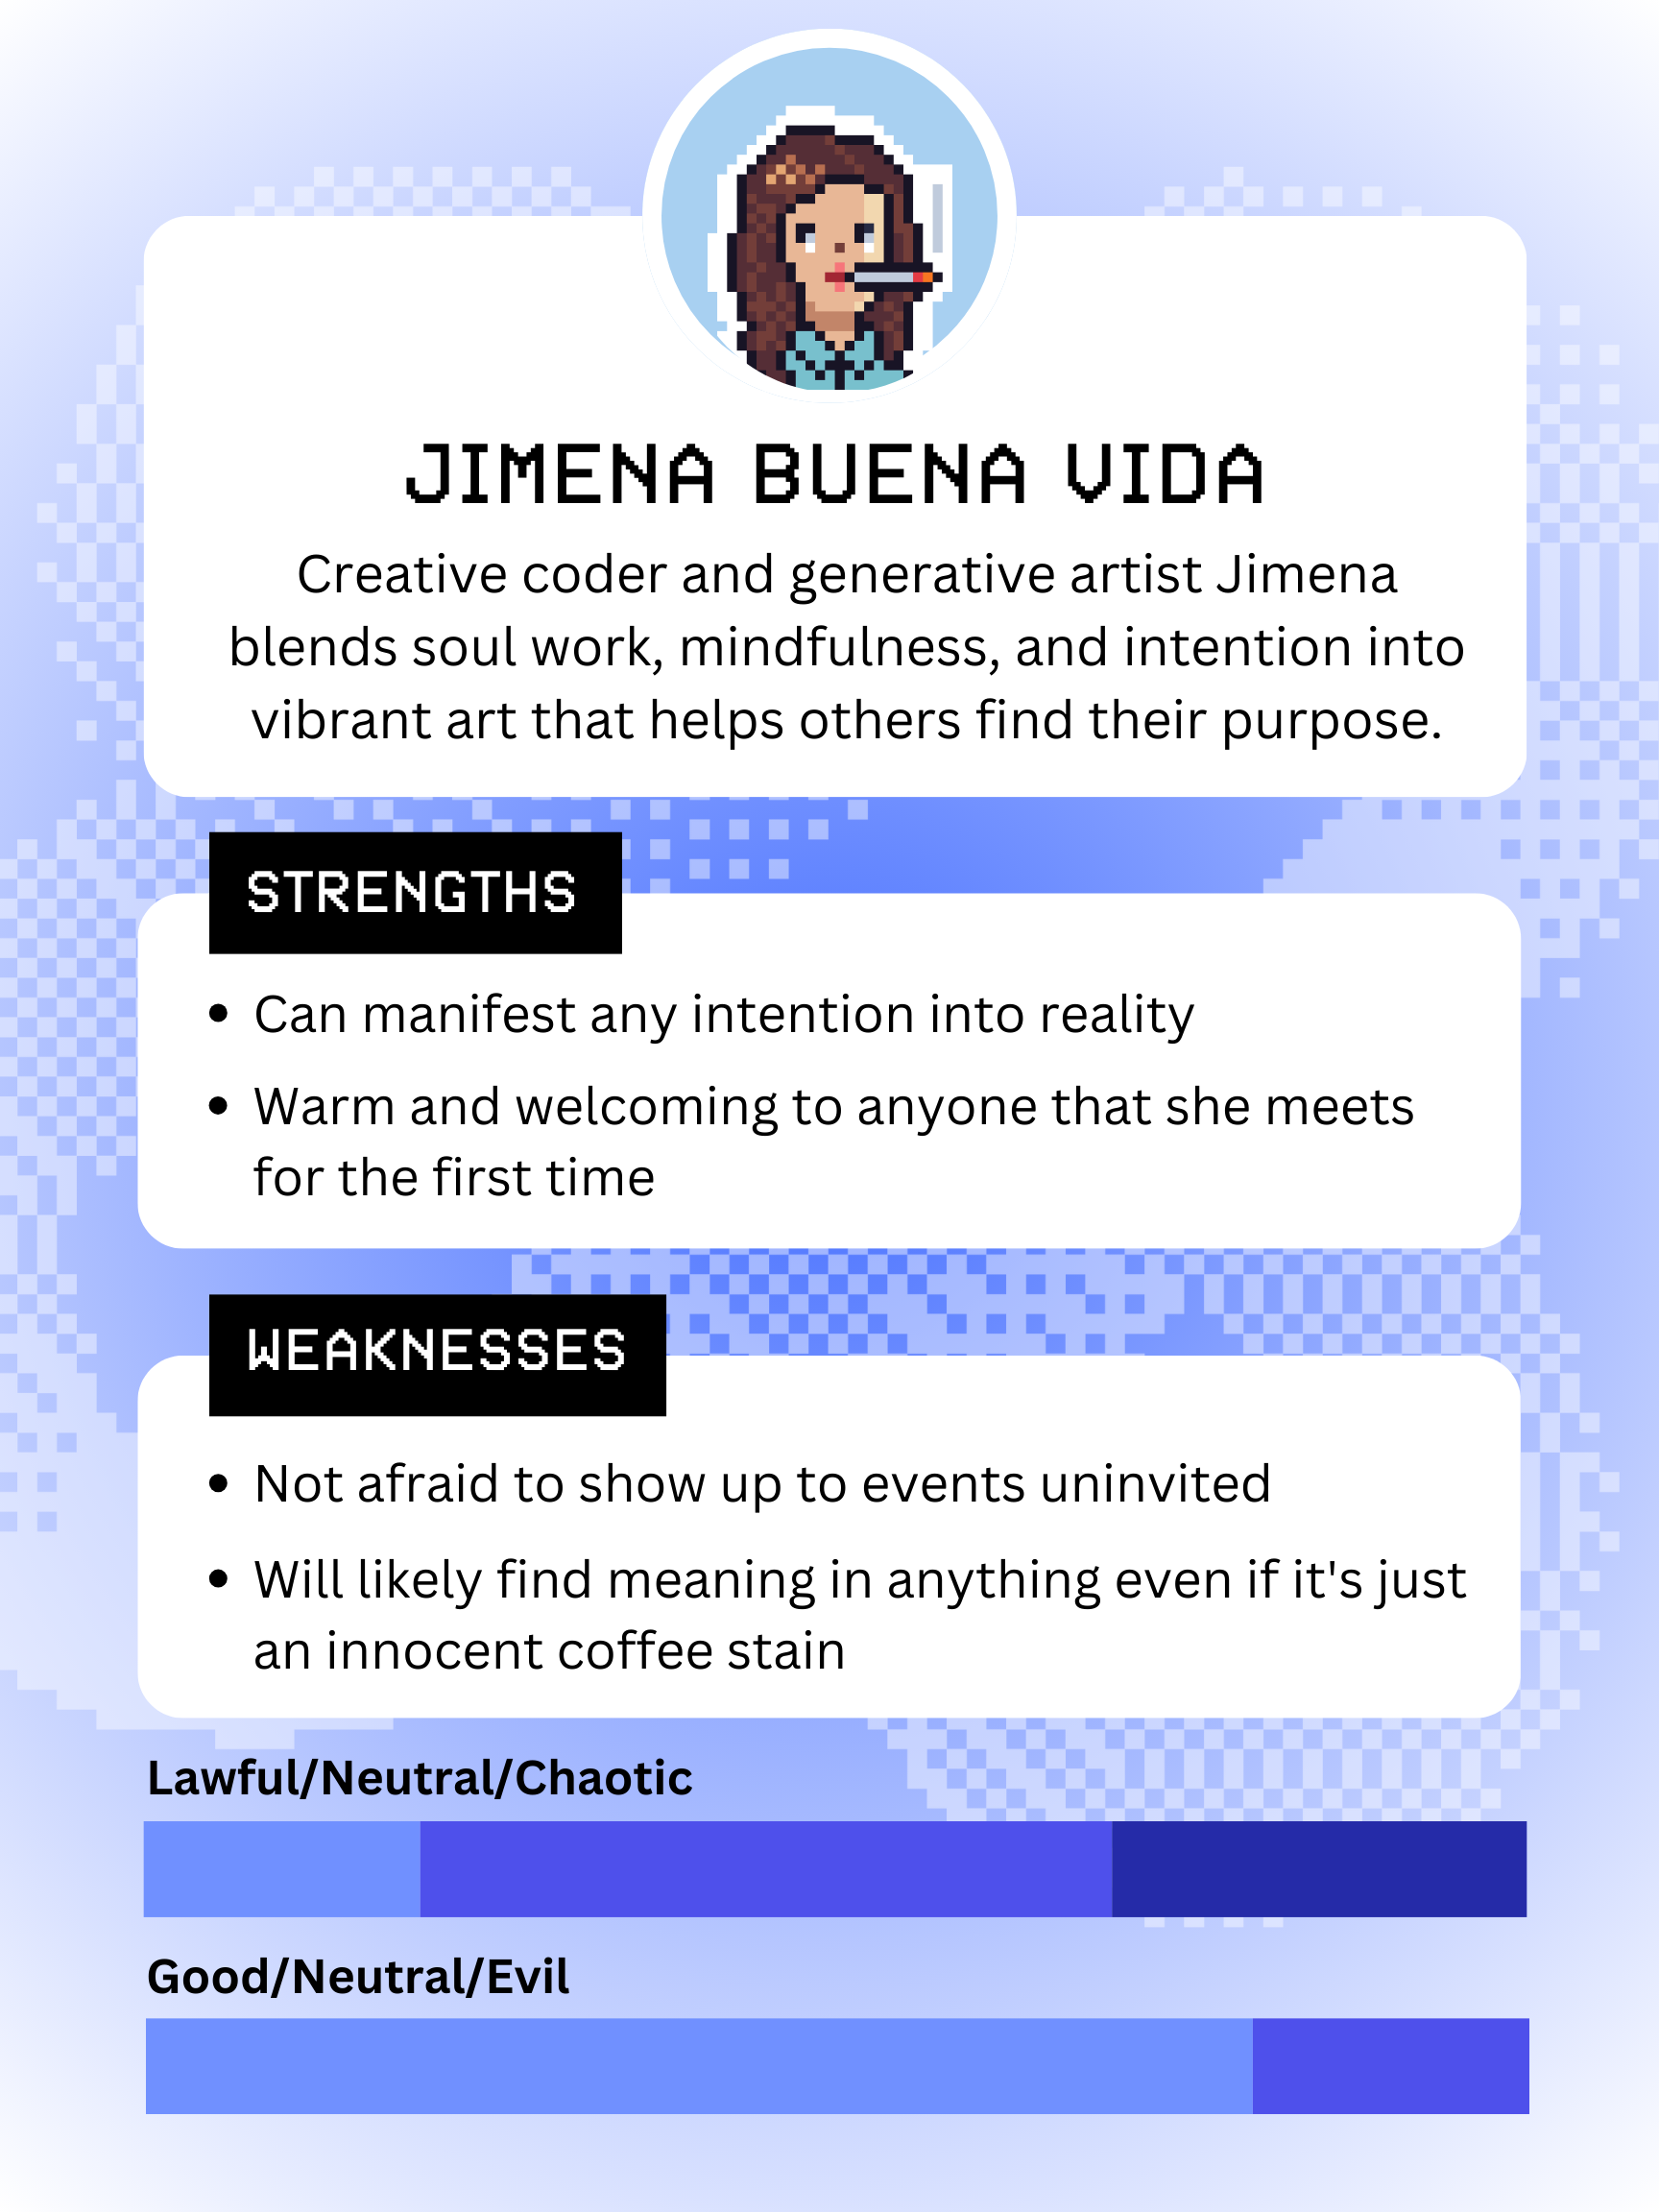 JIMENA BUENA VIDA
Creative coder and generative artist Jimena
blends soul work, mindfulness, and intention into
vibrant art that helps others find their purpose.
STRENGTHS
• Can manifest any intention into reality
• Warm and welcoming to anyone that she meets
for the first time
WEAKNESSES
• Not afraid to show up to events uninvited
• Will likely find meaning in anything even if it's just
an innocent coffee stain
Lawful/Neutral/Chaotic
Good/Neutral/Evil